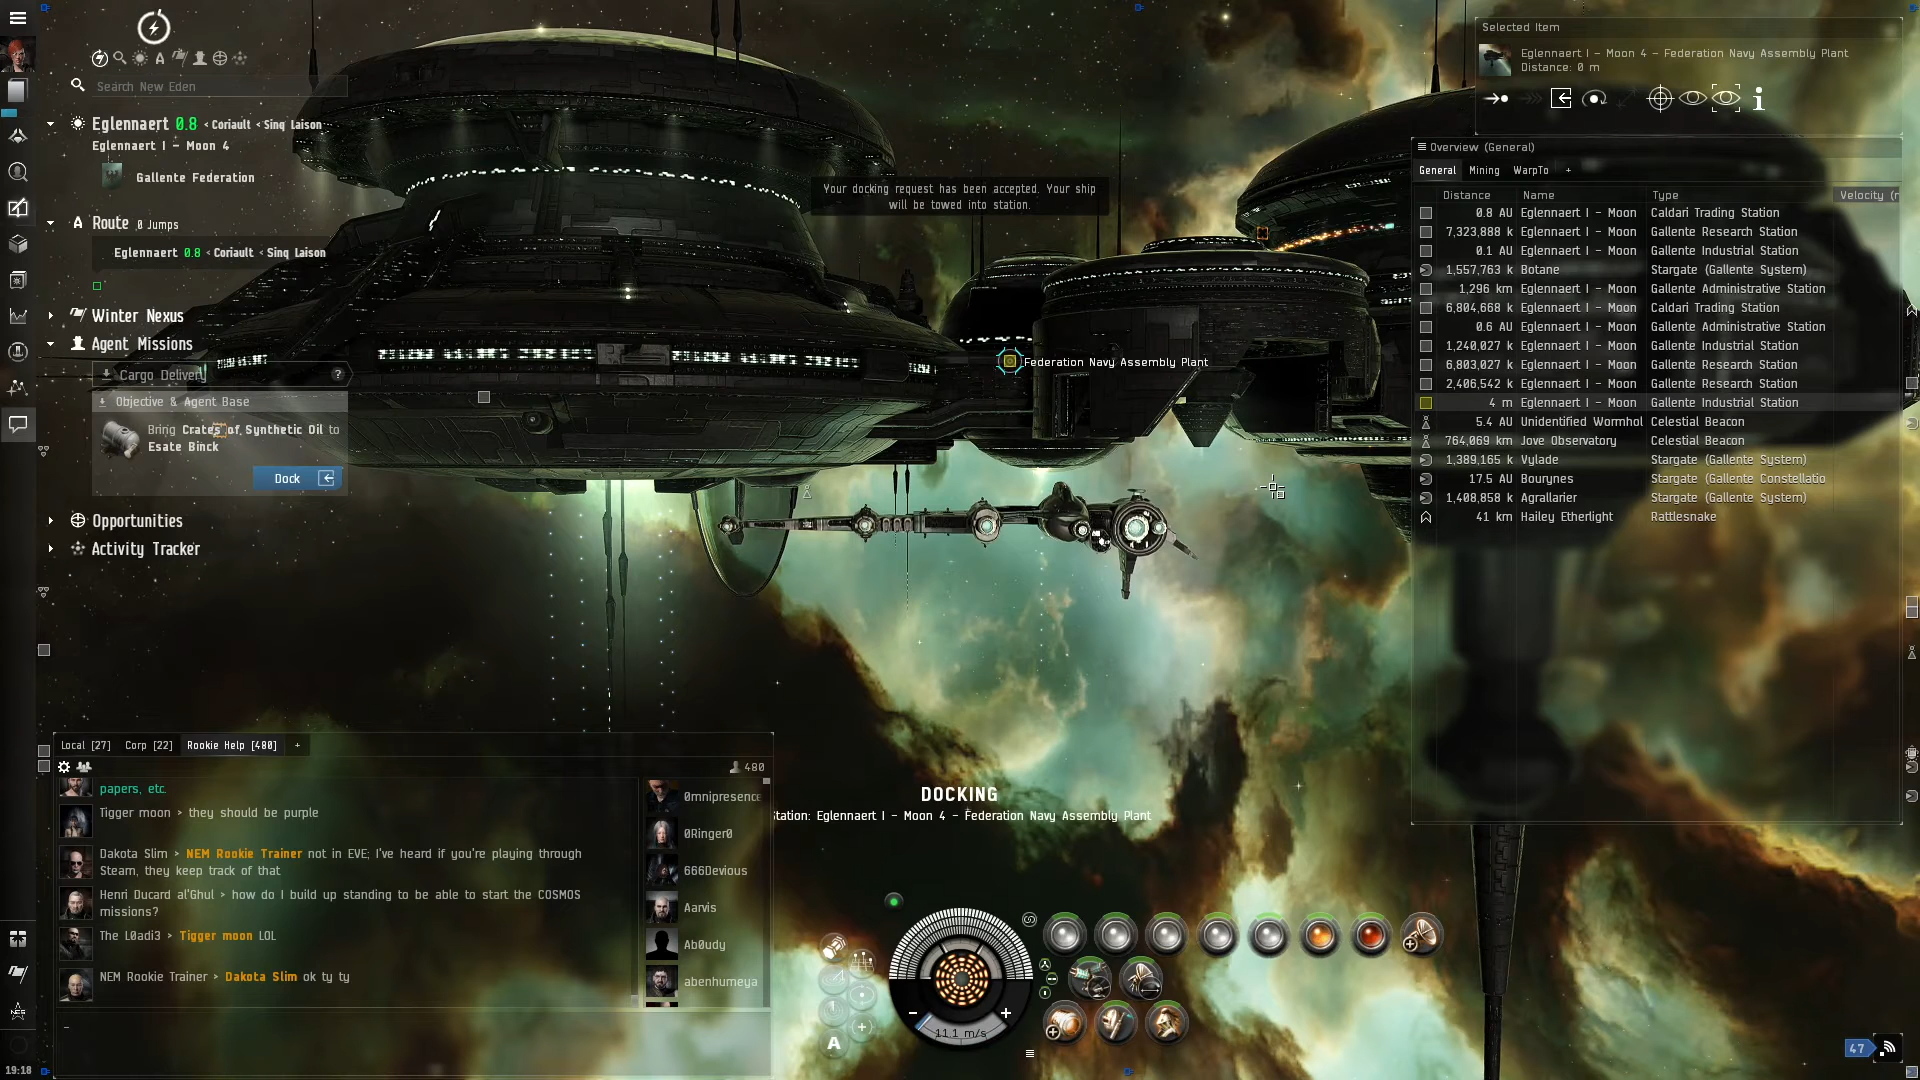 Search New Eden
Eglennaert 0.8 < Coriault < Sinq Laison
Eglennaert I - Moon 4
Gallente Federation
Route 0 Jumps
Eglennaert 0.8 < Coriault < Sinq Laison
Winter Nexus
Agent Missions
Cargo Delivery
?
Objective & Agent Base
Bring Crates of Synthetic Oil to
Esate Binck
Dock
Opportunities
Activity Tracker
Your docking request has been accepted. Your ship
will be towed into station.
Federation Navy Assembly Plant
Selected Item
Eglennaert I - Moon 4 - Federation Navy Assembly Plant
Distance: 0 m
Overview (General)
General Mining WarpTo +
Distance Name Type Velocity (m
0.8 AU Eglennaert I - Moon Caldari Trading Station
7,323,888 k Eglennaert I - Moon Gallente Research Station
0.1 AU Eglennaert I - Moon Gallente Industrial Station
1,557,763 k Botane Stargate (Gallente System)
1,296 km Eglennaert I - Moon Gallente Administrative Station
6,804,668 k Eglennaert I - Moon Caldari Trading Station
0.6 AU Eglennaert I - Moon Gallente Administrative Station
1,240,027 k Eglennaert I - Moon Gallente Industrial Station
6,803,027 k Eglennaert I - Moon Gallente Research Station
2,406,542 k Eglennaert I - Moon Gallente Research Station
4 m Eglennaert I - Moon Gallente Industrial Station
5.4 AU Unidentified Wormhol Celestial Beacon
764,069 km Jove Observatory Celestial Beacon
1,389,165 k Vylade Stargate (Gallente System)
17.5 AU Bourynes Stargate (Gallente Constellatio
1,408,858 k Agrallarier Stargate (Gallente System)
41 km Hailey Etherlight Rattlesnake
Local [27] Corp [22] Rookie Help [480] +
480
papers, etc.
Tigger moon > they should be purple
Dakota Slim > NEM Rookie Trainer not in EVE; I've heard if you're playing through
Steam, they keep track of that
Henri Ducard al'Ghul > how do I build up standing to be able to start the COSMOS
missions?
The L0adi3 > Tigger moon LOL
NEM Rookie Trainer > Dakota Slim ok ty ty
0mnipresence
0Ringer0
666Devious
Aarvis
Ab0udy
abenhumeya
DOCKING
Station: Eglennaert I - Moon 4 - Federation Navy Assembly Plant
11.1 m/s
A
47
19:18